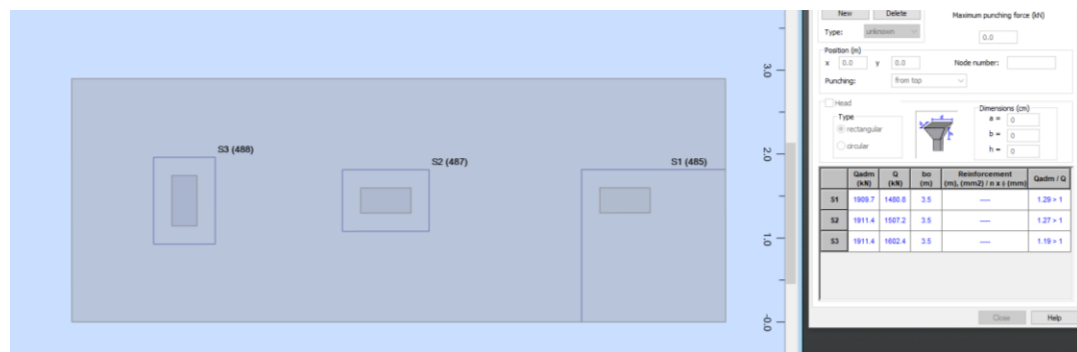 S3 (488)
S2 (487)
S1 (485)
3.0
2.0
1.0
-0.0
New Delete Maximum punching force (kN)
Type: unknown 0.0
Position (m)
x 0.0 y 0.0 Node number:
Punching: from top
Head
Type Dimensions (cm)
rectangular a = 0
circular b = 0
h = 0
Qadm (kN) Q (kN) bo (m) Reinforcement (m), (mm2) / n x ϕ (mm) Qadm / Q
S1 1909.7 1480.8 3.5 ---- 1.29 > 1
S2 1911.4 1507.2 3.5 ---- 1.27 > 1
S3 1911.4 1602.4 3.5 ---- 1.19 > 1
Close Help